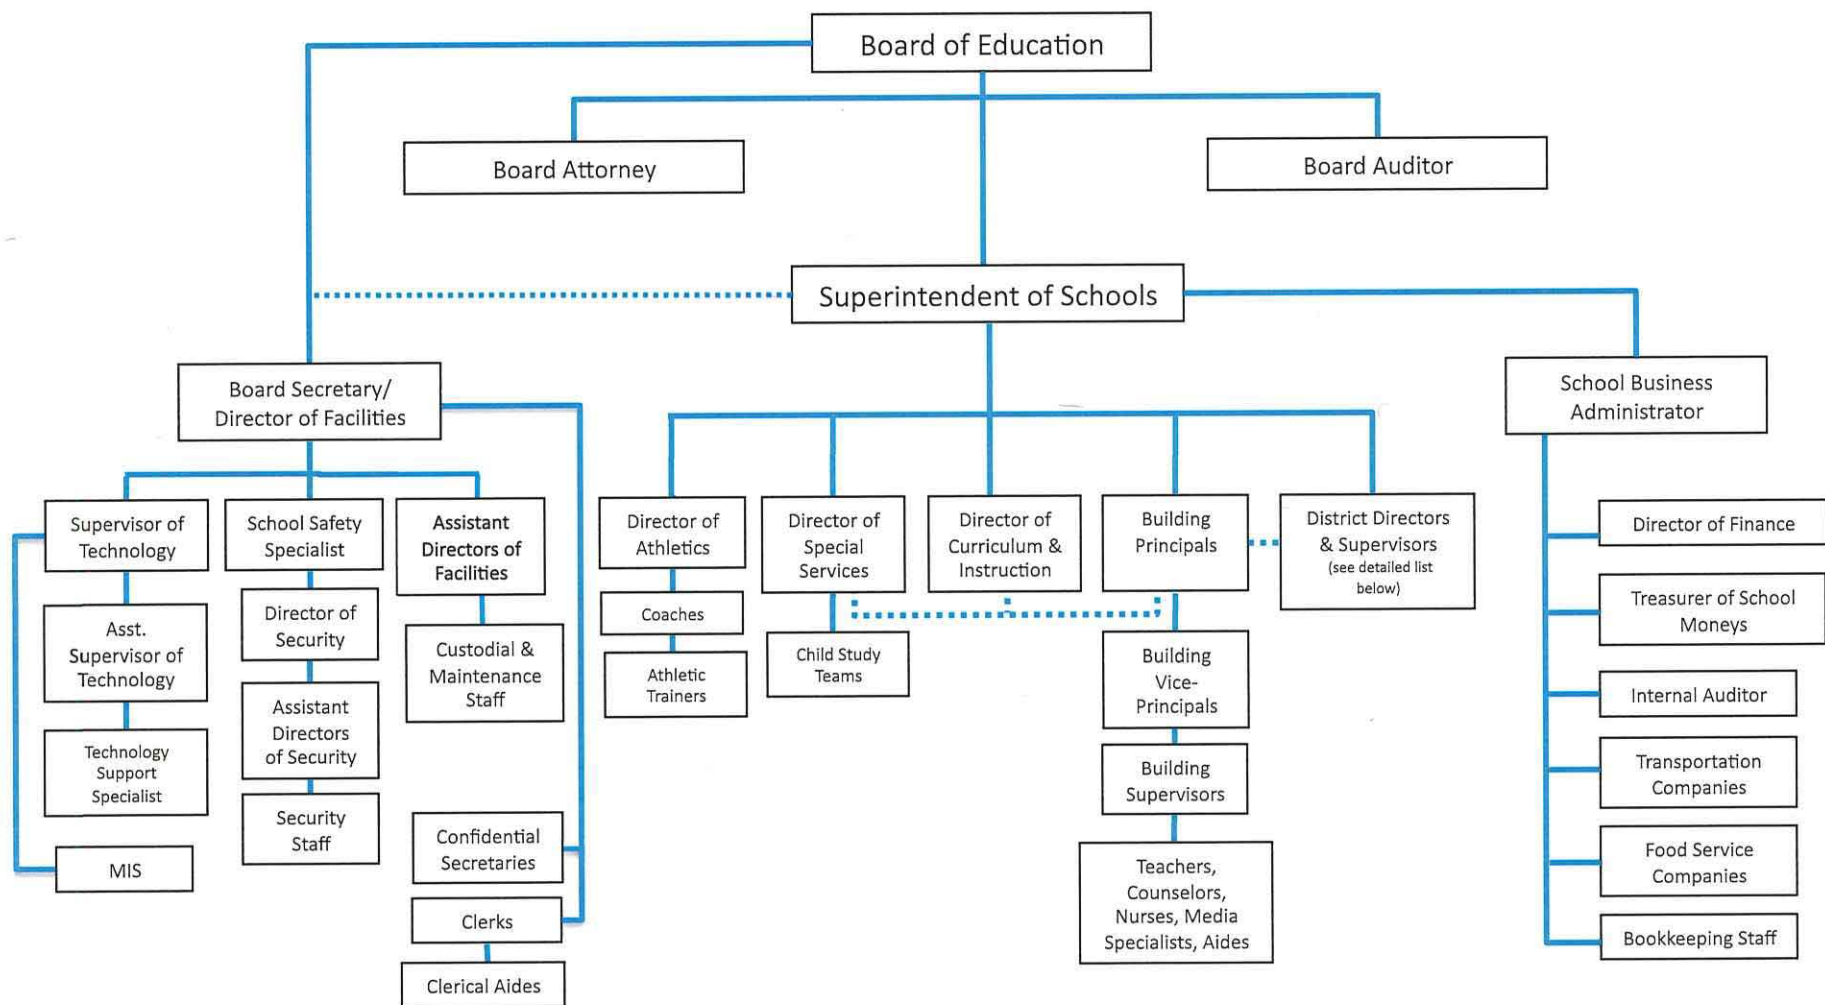 Board of Education
Board Attorney
Board Auditor
Superintendent of Schools
Board Secretary/
Director of Facilities
School Business
Administrator
Supervisor of
Technology
School Safety
Specialist
Assistant
Directors of
Facilities
Director of
Athletics
Director of
Special
Services
Director of
Curriculum &
Instruction
Building
Principals
District Directors
& Supervisors
(see detailed list
below)
Director of Finance
Asst.
Supervisor of
Technology
Director of
Security
Custodial &
Maintenance
Staff
Coaches
Athletic
Trainers
Child Study
Teams
Building
Vice-
Principals
Treasurer of School
Moneys
Technology
Support
Specialist
Assistant
Directors
of Security
Internal Auditor
Security
Staff
Building
Supervisors
Transportation
Companies
MIS
Confidential
Secretaries
Teachers,
Counselors,
Nurses, Media
Specialists, Aides
Food Service
Companies
Clerks
Bookkeeping Staff
Clerical Aides